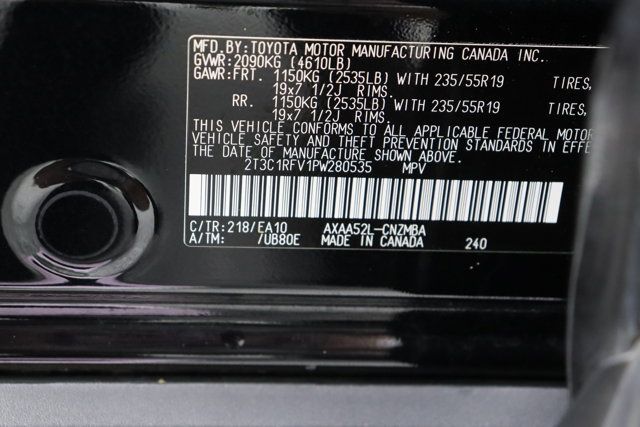 MFD.BY:TOYOTA MOTOR MANUFACTURING CANADA INC.
GVWR:2090KG (4610LB)
GAWR:FRT. 1150KG (2535LB) WITH 235/55R19 TIRES,
19x7 1/2J RIMS.
RR. 1150KG (2535LB) WITH 235/55R19 TIRES,
19x7 1/2J RIMS.
THIS VEHICLE CONFORMS TO ALL APPLICABLE FEDERAL MOTOR
VEHICLE SAFETY AND THEFT PREVENTION STANDARDS IN EFFE
THE DATE OF MANUFACTURE SHOWN ABOVE.
2T3C1RFV1PW280535 MPV
C/TR:218/EA10 AXAA52L-CNZMBA
A/TM: /UB80E MADE IN CANADA 240